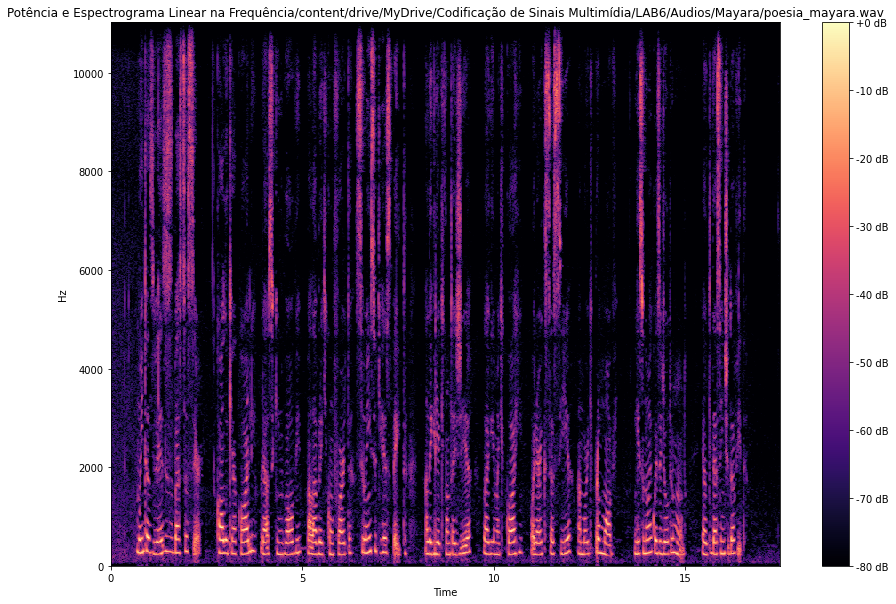 Potência e Espectrograma Linear na Frequência/content/drive/MyDrive/Codificação de Sinais Multimídia/LAB6/Audios/Mayara/poesia_mayara.wav
+0 dB
10000
-10 dB
8000
-20 dB
-30 dB
6000
Hz
-40 dB
4000
-50 dB
-60 dB
2000
-70 dB
0
-80 dB
0
5
10
15
Time